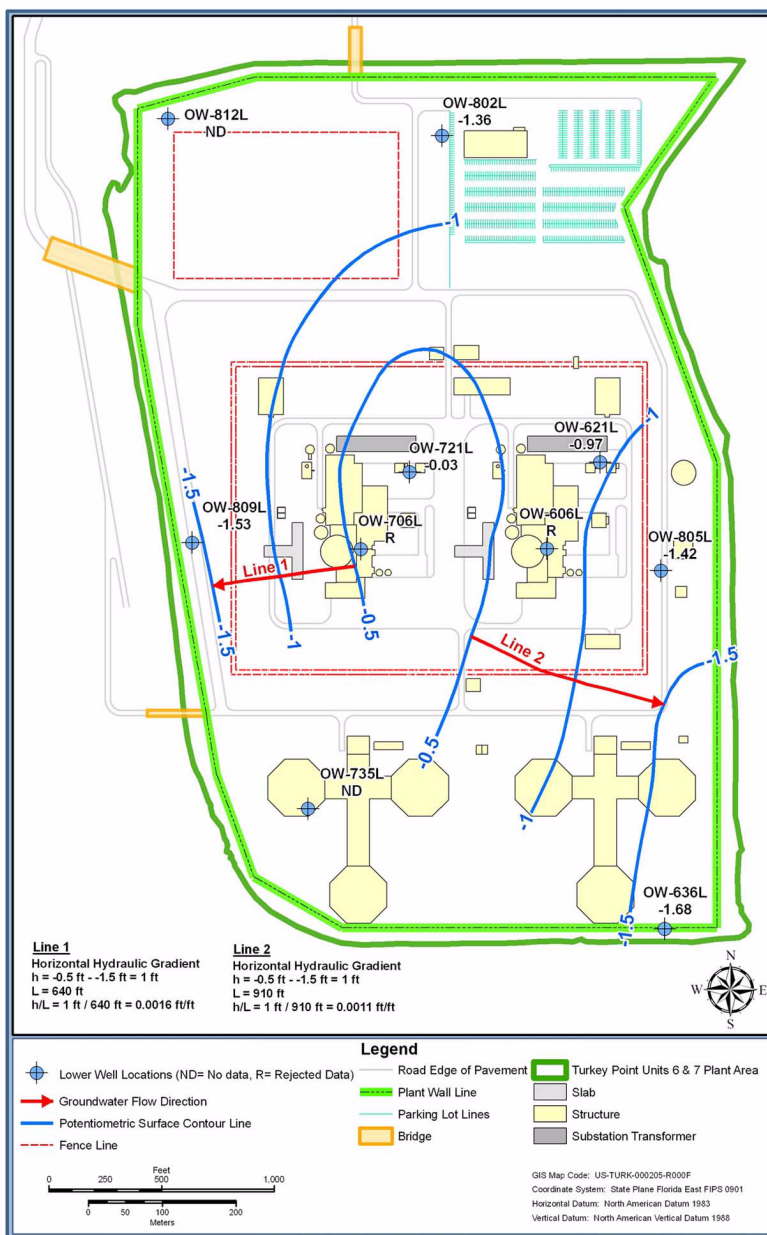 OW-812L
ND
OW-802L
-1.36
-1
-1
OW-721L
-0.03
OW-621L
-0.97
-1.5
OW-809L
-1.53
OW-706L
R
OW-606L
R
OW-805L
-1.42
Line 1
-1.5
-1
-0.5
Line 2
-1.5
-0.5
OW-735L
ND
-1
OW-636L
-1.68
-1.5
Line 1
Horizontal Hydraulic Gradient
h = -0.5 ft - -1.5 ft = 1 ft
L = 640 ft
h/L = 1 ft / 640 ft = 0.0016 ft/ft
Line 2
Horizontal Hydraulic Gradient
h = -0.5 ft - -1.5 ft = 1 ft
L = 910 ft
h/L = 1 ft / 910 ft = 0.0011 ft/ft
N
W E
S
Legend
Lower Well Locations (ND= No data, R= Rejected Data)
Groundwater Flow Direction
Potentiometric Surface Contour Line
Fence Line
Road Edge of Pavement
Plant Wall Line
Parking Lot Lines
Bridge
Turkey Point Units 6 & 7 Plant Area
Slab
Structure
Substation Transformer
Feet
0 250 500 1,000
0 50 100 200
Meters
GIS Map Code: US-TURK-000205-R000F
Coordinate System: State Plane Florida East FIPS 0901
Horizontal Datum: North American Datum 1983
Vertical Datum: North American Vertical Datum 1988